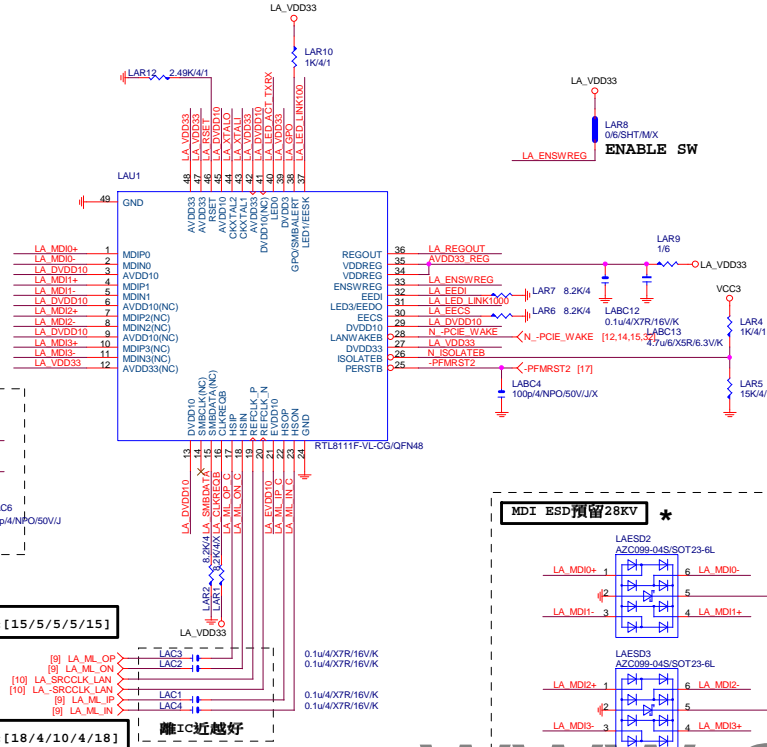 LA_VDD33
LAR10
1K/4/1
LAR12 2.49K/4/1
LA_VDD33
LAR8
0/6/SHT/M/X
ENABLE SW
LA_ENSWREG
LA_VDD33
LA_VDD33
LA_RSET
LA_DVDD10
LA_XTALO
LA_XTALI
LA_VDD33
LA_DVDD10
LA_LED_ACT_TXRX
LA_VDD33
LA_GPO
LA_LED_LINK100
48 47 46 45 44 43 42 41 40 39 38 37
LAU1
49 GND
AVDD33
AVDD33
RSET
AVDD10
CKXTAL2
CKXTAL1
AVDD33
DVDD10(NC)
LED0
DVDD3
GPO/SMBALERT
LED1/EESK
LA_MDI0+ 1 MDIP0
LA_MDI0- 2 MDIN0
LA_DVDD10 3 AVDD10
LA_MDI1+ 4 MDIP1
LA_MDI1- 5 MDIN1
LA_DVDD10 6 AVDD10(NC)
LA_MDI2+ 7 MDIP2(NC)
LA_MDI2- 8 MDIN2(NC)
LA_DVDD10 9 AVDD10(NC)
LA_MDI3+ 10 MDIP3(NC)
LA_MDI3- 11 MDIN3(NC)
LA_VDD33 12 AVDD33(NC)
REGOUT 36 LA_REGOUT
VDDREG 35 AVDD33_REG
VDDREG 34
ENSWREG 33 LA_ENSWREG
EEDI 32 LA_EEDI
LED3/EEDO 31 LA_LED_LINK1000
EECS 30 LA_EECS
DVDD10 29 LA_DVDD10
LANWAKEB 28 N_-PCIE_WAKE
DVDD33 27 LA_VDD33
ISOLATEB 26 N_ISOLATEB
PERSTB 25 -PFMRST2
LAR9
1/6
LA_VDD33
LAR7 8.2K/4
LAR6 8.2K/4
LABC12
0.1u/4/X7R/16V/K
LABC13
4.7u/6/X5R/6.3V/K
N_-PCIE_WAKE
-PFMRST2 [17]
LABC4
100p/4/NPO/50V/J/X
VCC3
LAR4
1K/4/1
LAR5
15K/4/
DVDD10
SMBCLK(NC)
SMBDATA(NC)
CLKREQB
HSIP
HSIN
REFCLK_P
REFCLK_N
EVDD10
HSOP
HSON
GND
RTL8111F-VL-CG/QFN48
13 14 15 16 17 18 19 20 21 22 23 24
LA_DVDD10
LA_SMBDATA
LA_CLKREQB
LA_ML_OP_C
LA_ML_ON_C
LA_EVDD10
LA_ML_IP_C
LA_ML_IN_C
LAR2 8.2K/4
LAR1 8.2K/4/X
LA_VDD33
C6
p/4/NPO/50V/J
[15/5/5/5/15]
[9] LA_ML_OP LAC3 0.1u/4/X7R/16V/K
[9] LA_ML_ON LAC2 0.1u/4/X7R/16V/K
[10] LA_SRCCLK_LAN
[10] LA_-SRCCLK_LAN
[9] LA_ML_IP LAC1 0.1u/4/X7R/16V/K
[9] LA_ML_IN LAC4 0.1u/4/X7R/16V/K
離IC近越好
[18/4/10/4/18]
MDI ESD預留28KV *
LAESD2
AZC099-04S/SOT23-6L
LA_MDI0+ 1 6 LA_MDI0-
2 5
LA_MDI1- 3 4 LA_MDI1+
LAESD3
AZC099-04S/SOT23-6L
LA_MDI2+ 1 6 LA_MDI2-
2 5
LA_MDI3- 3 4 LA_MDI3+